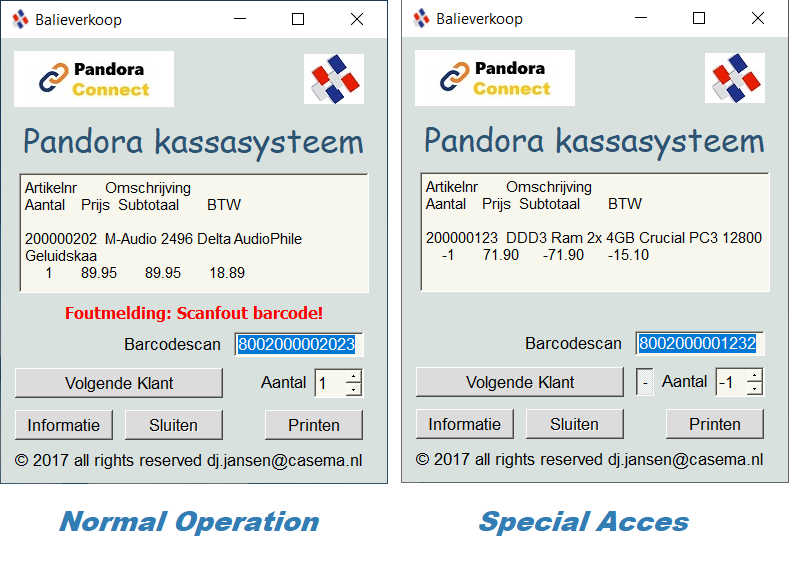 Balieverkoop
Pandora
Connect
Pandora kassasysteem
Artikelnr Omschrijving
Aantal Prijs Subtotaal BTW
200000202 M-Audio 2496 Delta AudioPhile
Geluidskaa
1 89.95 89.95 18.89
Foutmelding: Scanfout barcode!
Barcodescan 8002000002023
Volgende Klant Aantal 1
Informatie Sluiten Printen
© 2017 all rights reserved dj.jansen@casema.nl
Normal Operation
Balieverkoop
Pandora
Connect
Pandora kassasysteem
Artikelnr Omschrijving
Aantal Prijs Subtotaal BTW
200000123 DDD3 Ram 2x 4GB Crucial PC3 12800
-1 71.90 -71.90 -15.10
Barcodescan 8002000001232
Volgende Klant - Aantal -1
Informatie Sluiten Printen
© 2017 all rights reserved dj.jansen@casema.nl
Special Acces